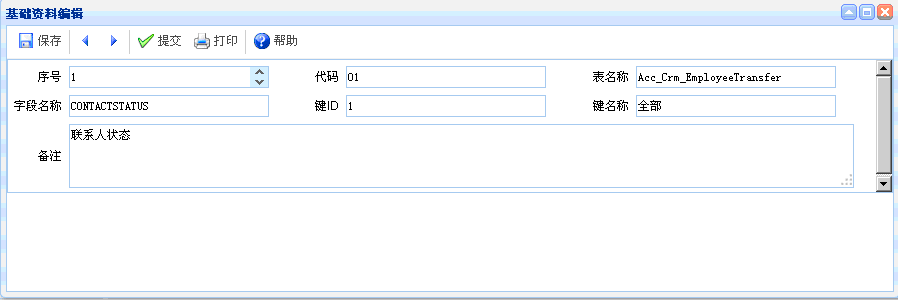 基础资料编辑
保存 提交 打印 帮助
序号 1 代码 01 表名称 Acc_Crm_EmployeeTransfer
字段名称 CONTACTSTATUS 键ID 1 键名称 全部
备注 联系人状态